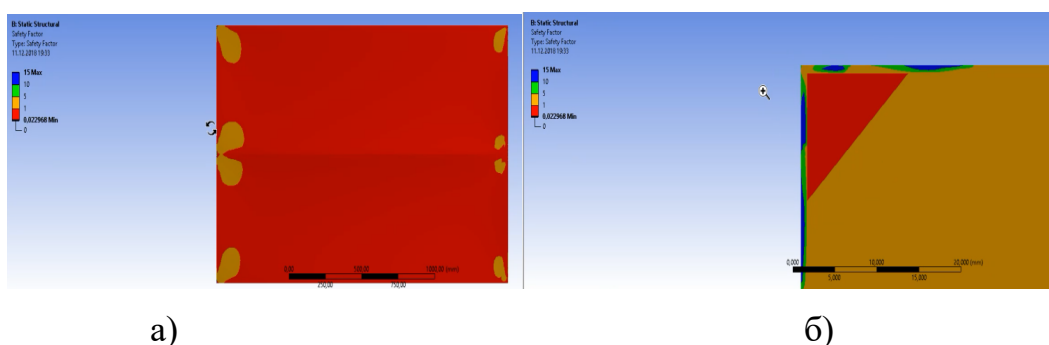 B: Static Structural
Safety Factor
Type: Safety Factor
11.12.2018 19:33
15 Max
10
5
1
0,022968 Min
0
0,00 500,00 1000,00 (mm)
250,00 750,00
B: Static Structural
Safety Factor
Type: Safety Factor
11.12.2018 19:33
15 Max
10
5
1
0,022968 Min
0
0,000 10,000 20,000 (mm)
5,000 15,000
а) б)